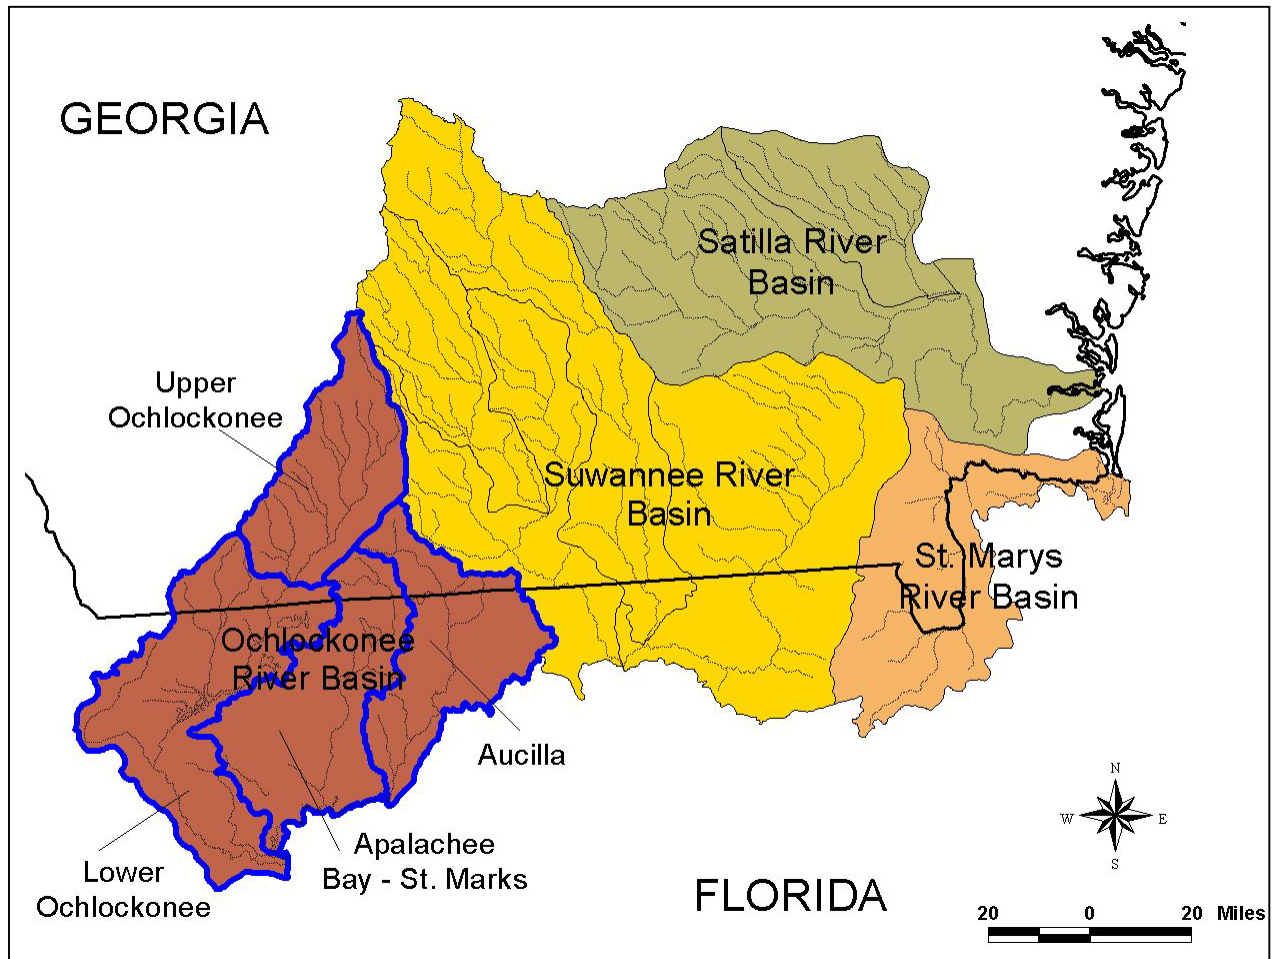 GEORGIA
Satilla River
Basin
Upper
Ochlockonee
Suwannee River
Basin
St. Marys
River Basin
Ochlockonee
River Basin
Aucilla
Apalachee
Bay - St. Marks
Lower
Ochlockonee
FLORIDA
N
W E
S
20 0 20 Miles